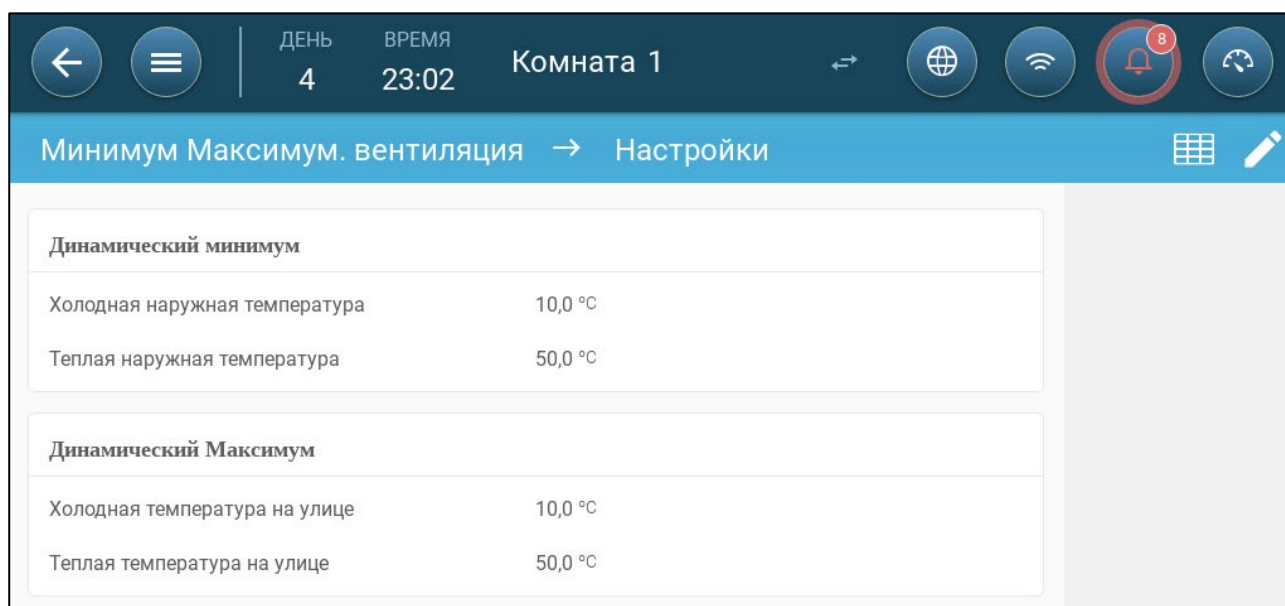 ДЕНЬ ВРЕМЯ
4 23:02 Комната 1 8
Минимум Максимум. вентиляция → Настройки
Динамический минимум
Холодная наружная температура 10,0 °C
Теплая наружная температура 50,0 °C
Динамический Максимум
Холодная температура на улице 10,0 °C
Теплая температура на улице 50,0 °C